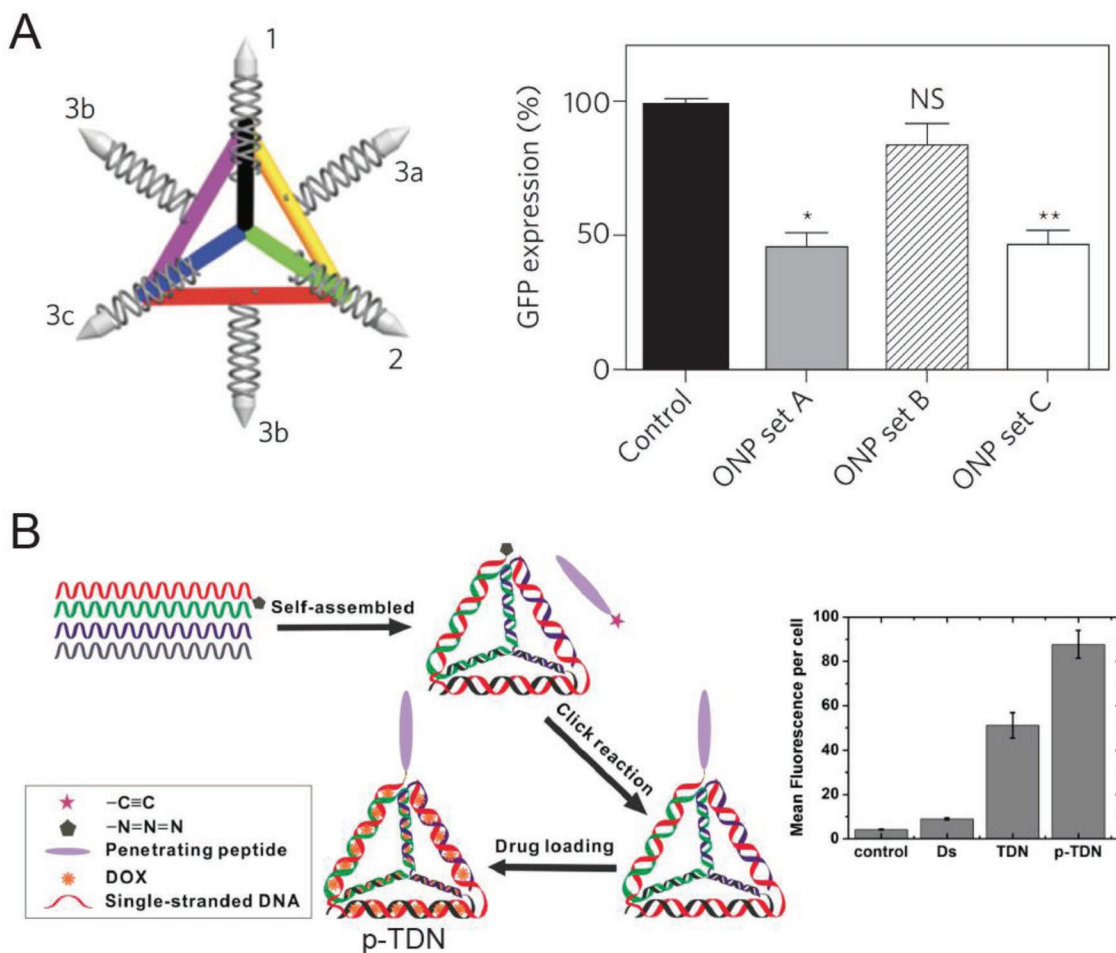 A
1
3b
3a
3c
2
3b
GFP expression (%)
100
50
0
NS
*
**
Control
ONP set A
ONP set B
ONP set C
B
Self-assembled
Click reaction
Drug loading
p-TDN
–C≡C
–N=N=N
Penetrating peptide
DOX
Single-stranded DNA
Mean Fluorescence per cell
100
80
60
40
20
0
control
Ds
TDN
p-TDN